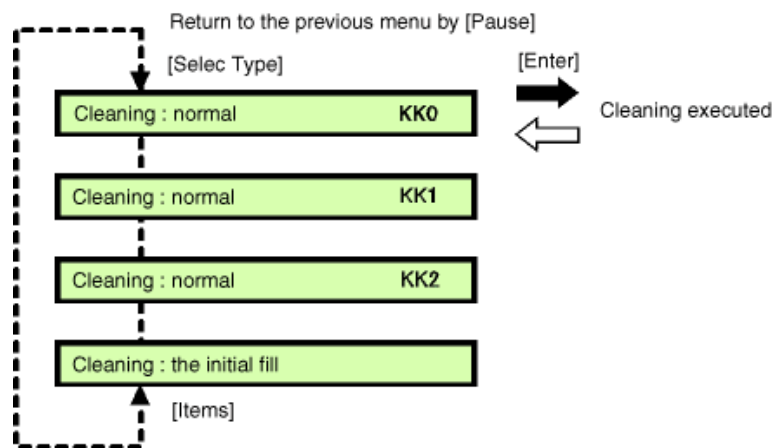 Return to the previous menu by [Pause]
[Selec Type]
[Enter]
Cleaning : normal KK0
Cleaning executed
Cleaning : normal KK1
Cleaning : normal KK2
Cleaning : the initial fill
[Items]